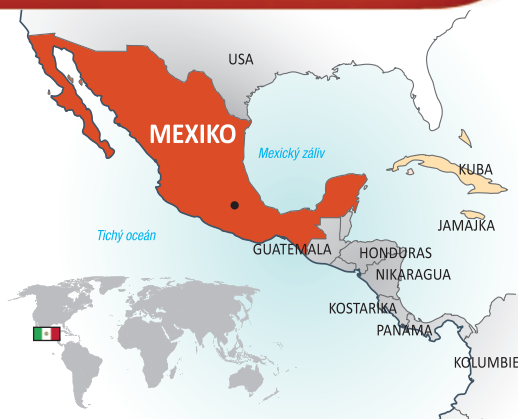 USA
MEXIKO
Mexický záliv
KUBA
JAMAJKA
Tichý oceán
GUATEMALA
HONDURAS
NIKARAGUA
KOSTARIKA
PANAMA
KOLUMBIE